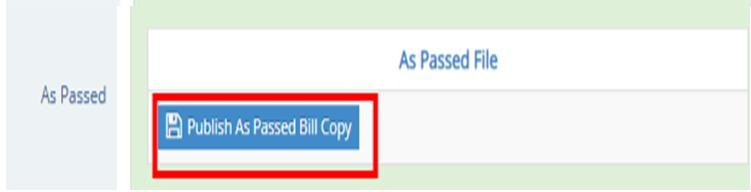 As Passed File
As Passed
Publish As Passed Bill Copy